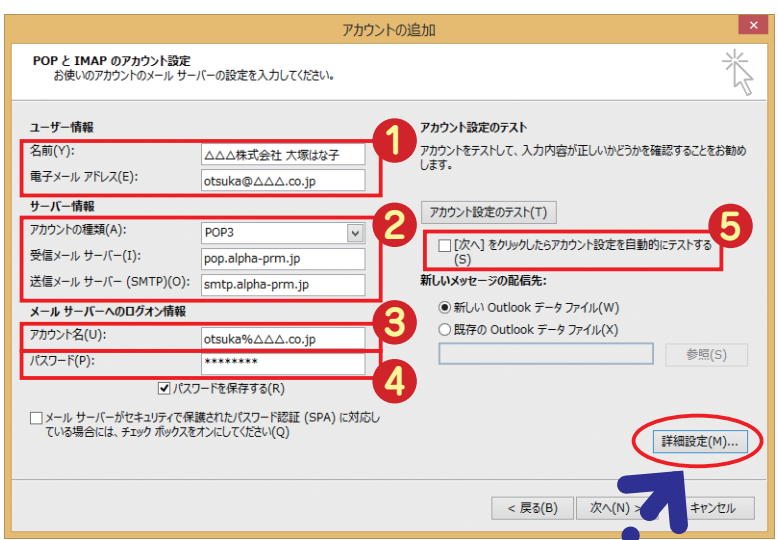 アカウントの追加
×
POP と IMAP のアカウント設定
お使いのアカウントのメール サーバーの設定を入力してください。
ユーザー情報
名前(Y):
△△△株式会社 大塚はな子
電子メール アドレス(E):
otsuka@△△△.co.jp
1
サーバー情報
アカウントの種類(A):
POP3
受信メール サーバー(I):
pop.alpha-prm.jp
送信メール サーバー (SMTP)(O):
smtp.alpha-prm.jp
2
メール サーバーへのログオン情報
アカウント名(U):
otsuka%△△△.co.jp
3
パスワード(P):
********
4
パスワードを保存する(R)
メール サーバーがセキュリティで保護されたパスワード認証 (SPA) に対応し
ている場合には、チェック ボックスをオンにしてください(Q)
アカウント設定のテスト
アカウントをテストして、入力内容が正しいかどうかを確認することをお勧め
します。
アカウント設定のテスト(T)
5
[次へ] をクリックしたらアカウント設定を自動的にテストする
(S)
新しいメッセージの配信先:
新しい Outlook データ ファイル(W)
既存の Outlook データ ファイル(X)
参照(S)
詳細設定(M)...
< 戻る(B)
次へ(N) >
キャンセル